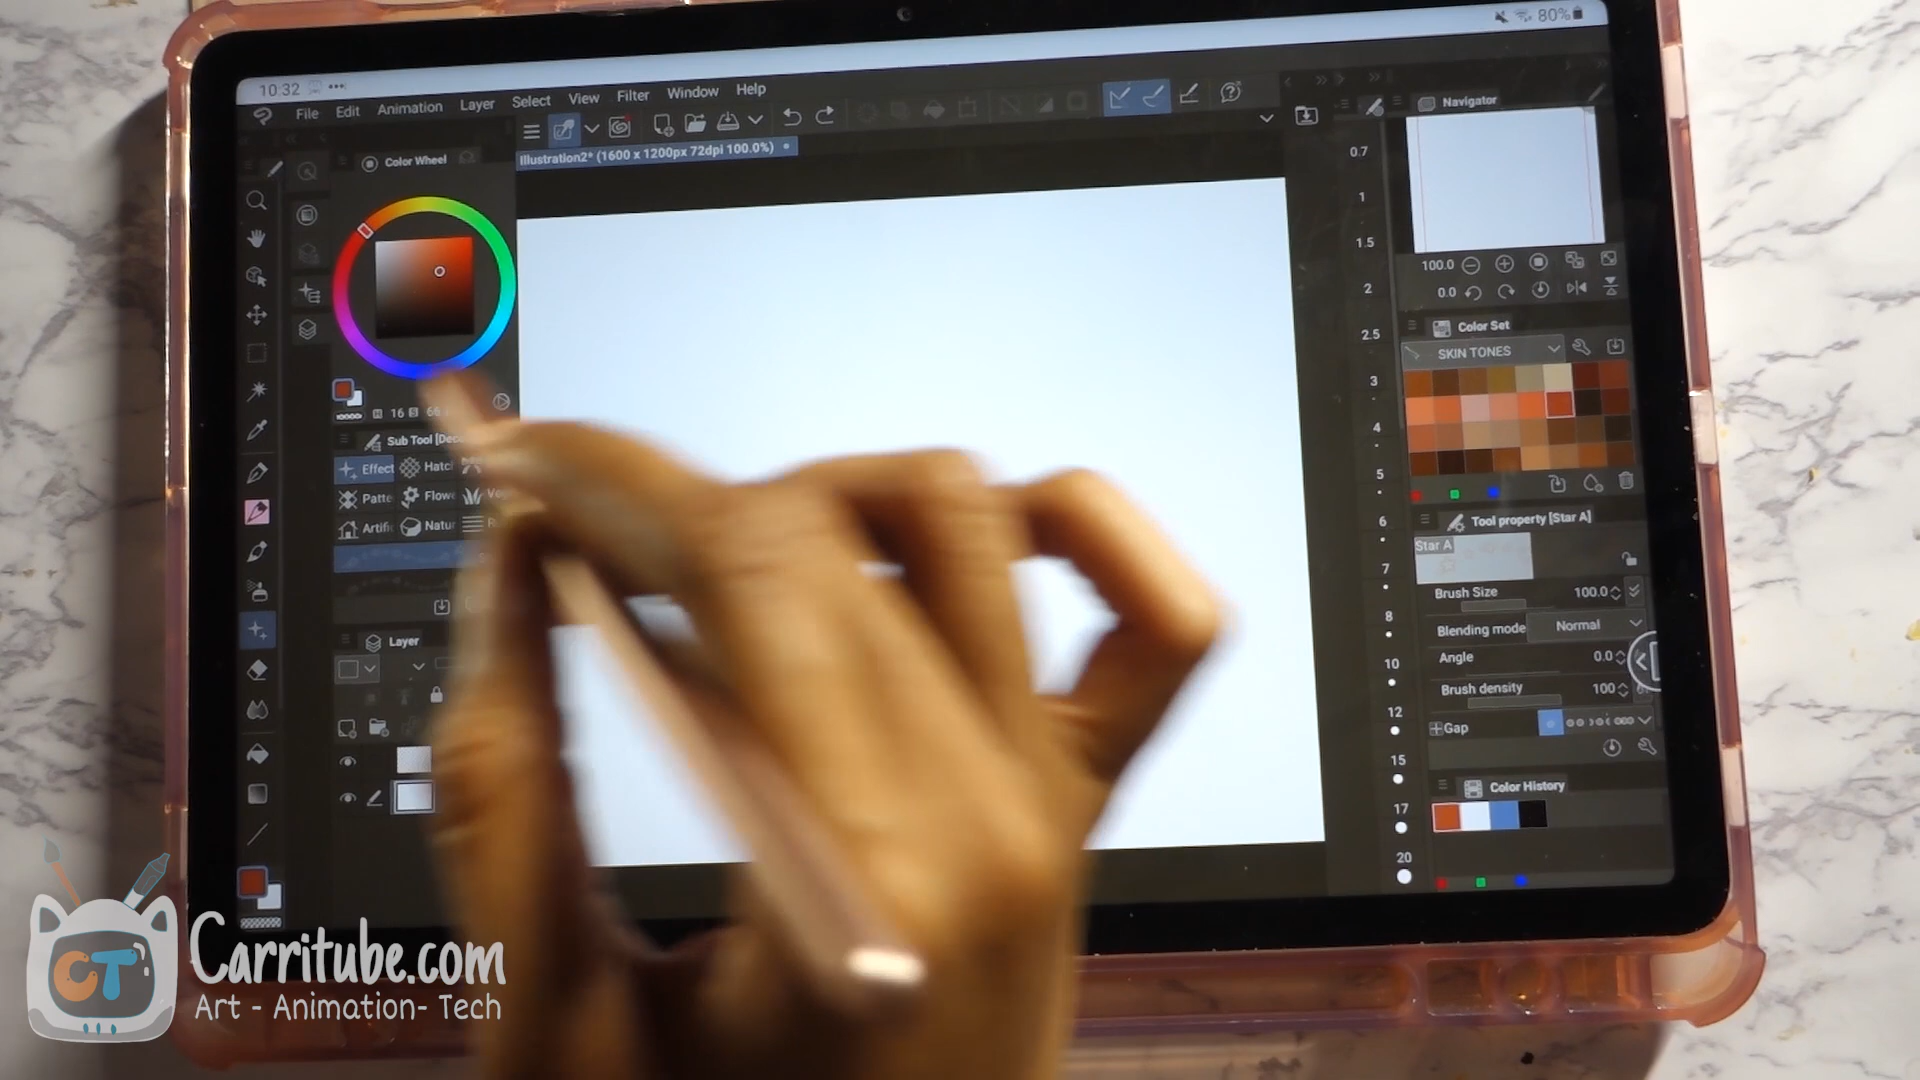 10:32
80%
File Edit Animation Layer Select View Filter Window Help
Illustration2* (1600 x 1200px 72dpi 100.0%)
Color Wheel
16 S 66
Sub Tool
Effect Hatc
Patte Flowe
Artifi Natur
Layer
0.7
1
1.5
2
2.5
3
4
5
6
7
8
10
12
15
17
20
Navigator
100.0
0.0
Color Set
SKIN TONES
Tool property [Star A]
Star A
Brush Size 100.0
Blending mode Normal
Angle 0.0
Brush density 100
Gap
Color History
CT
Carritube.com
Art - Animation- Tech